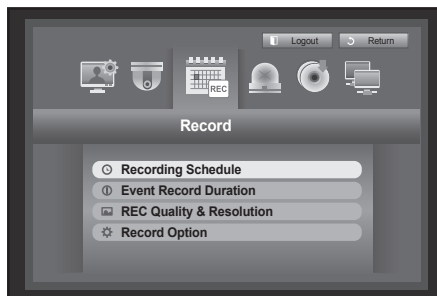 Logout Return
REC
Record
Recording Schedule
Event Record Duration
REC Quality & Resolution
Record Option